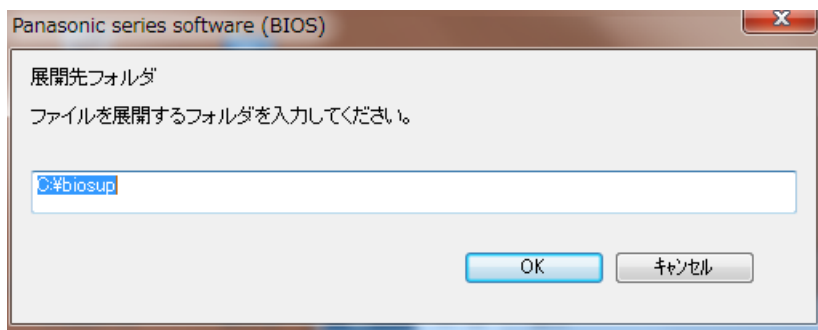 Panasonic series software (BIOS)
展開先フォルダ
ファイルを展開するフォルダを入力してください。
C:¥biosup
OK
キャンセル